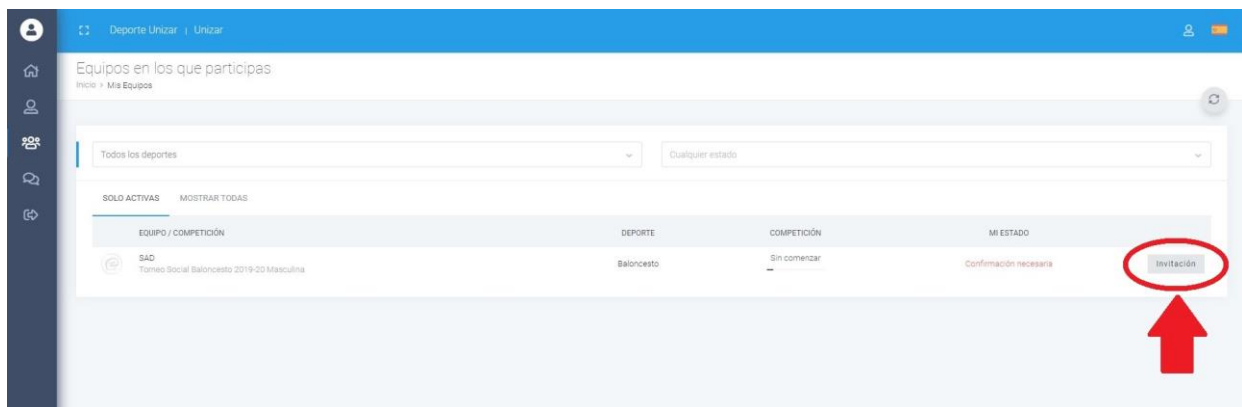 Deporte Unizar | Unizar
Equipos en los que participas
Inicio > Mis Equipos
Todos los deportes
Cualquier estado
SOLO ACTIVAS MOSTRAR TODAS
EQUIPO / COMPETICIÓN DEPORTE COMPETICIÓN MI ESTADO
SAD Baloncesto Sin comenzar Confirmación necesaria Invitación
Torneo Social Baloncesto 2019-20 Masculina